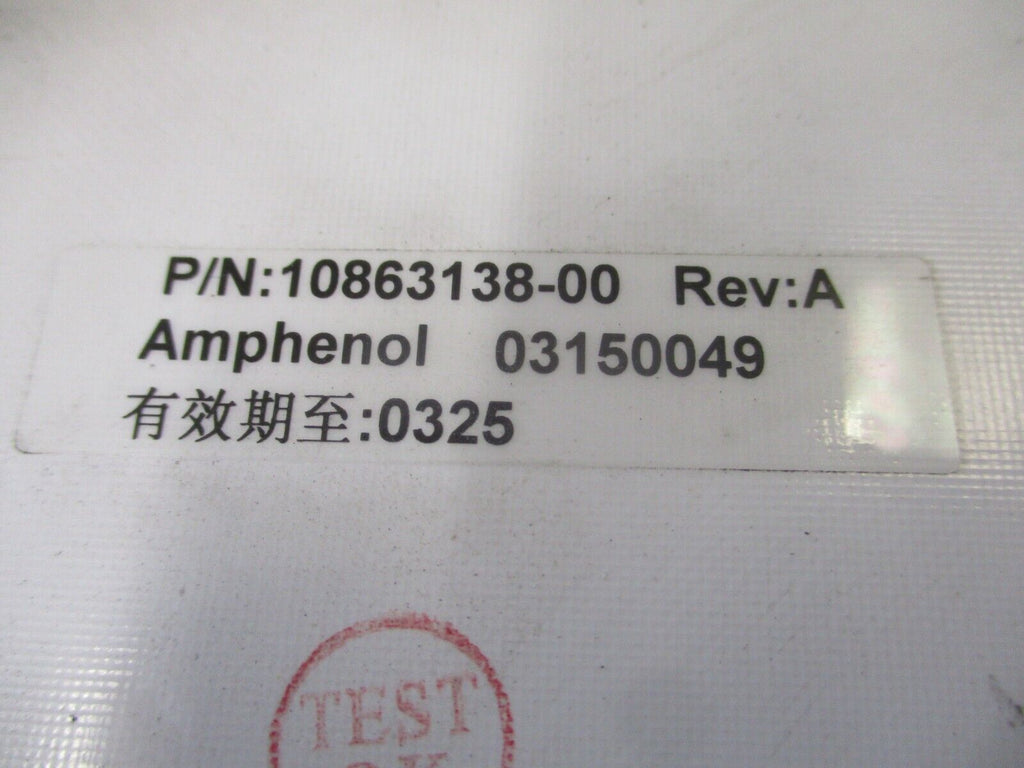 P/N:10863138-00 Rev:A
Amphenol 03150049
有效期至:0325
TEST